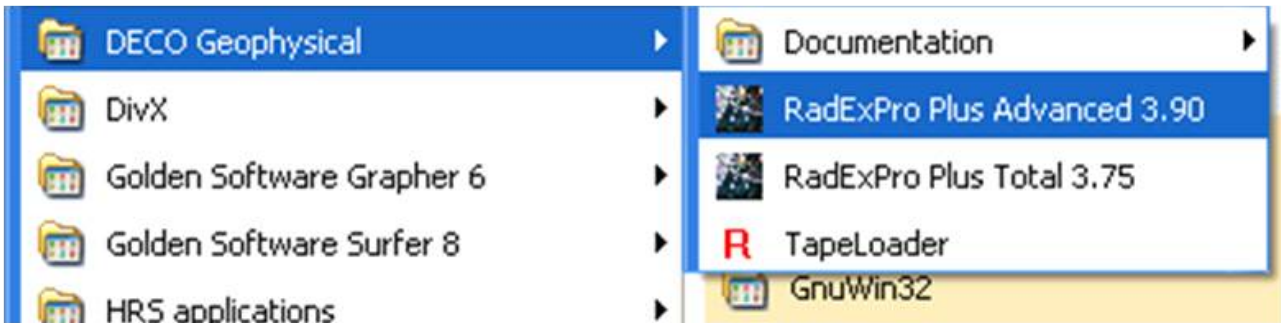 DECO Geophysical
DivX
Golden Software Grapher 6
Golden Software Surfer 8
HRS applications
Documentation
RadExPro Plus Advanced 3.90
RadExPro Plus Total 3.75
R TapeLoader
GnuWin32